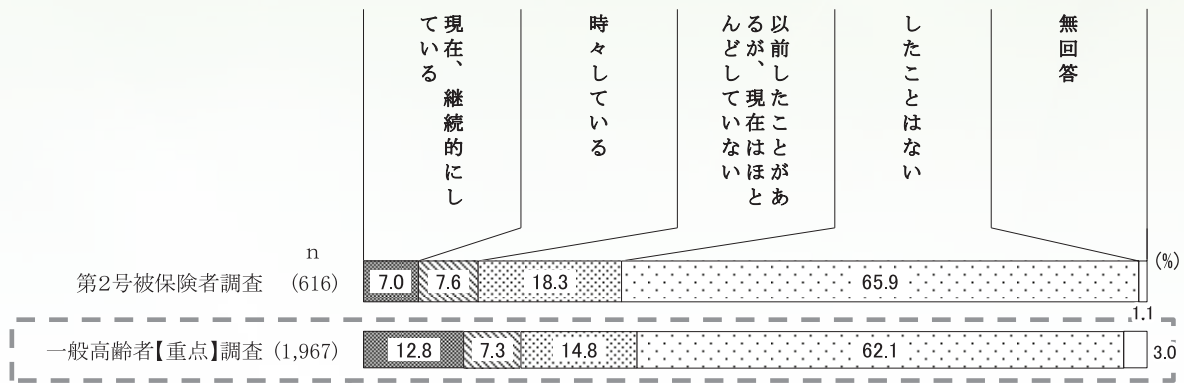 現在、継続的にし
ている
時々している
以前したことがあ
るが、現在はほと
んどしていない
したことはない
無回答
n
(%)
第2号被保険者調査 (616) 7.0 7.6 18.3 65.9
1.1
一般高齢者【重点】調査 (1,967) 12.8 7.3 14.8 62.1 3.0